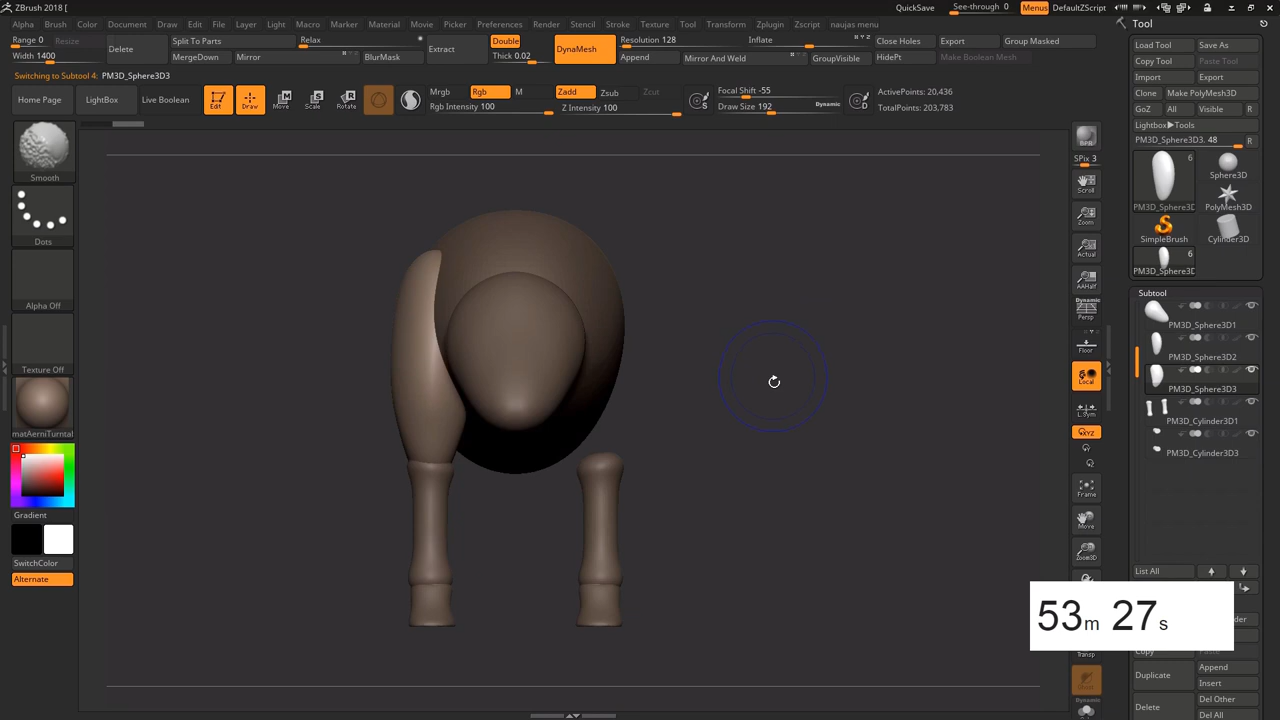 ZBrush 2018 [
QuickSave
See-through 0
Menus
DefaultZScript
Alpha Brush Color Document Draw Edit File Layer Light Macro Marker Material Movie Picker Preferences Render Stencil Stroke Texture Tool Transform Zplugin Zscript naujas menu
Tool
Range 0 Resize
Width 1400
Delete
Split To Parts
MergeDown
Relax
Mirror
BlurMask
Extract
Double
Thick 0.02
DynaMesh
Resolution 128
Append
Inflate
Mirror And Weld
GroupVisible
Close Holes
HidePt
Export
Make Boolean Mesh
Group Masked
Switching to Subtool 4: PM3D_Sphere3D3
Home Page
LightBox
Live Boolean
Edit
Draw
Move
Scale
Rotate
Mrgb Rgb M
Rgb Intensity 100
Zadd Zsub Zcut
Z Intensity 100
Focal Shift -55
Draw Size 192
Dynamic
ActivePoints: 20,436
TotalPoints: 203,783
Smooth
Dots
Alpha Off
Texture Off
matAerniTurntal
Gradient
SwitchColor
Alternate
BPR
SPix 3
Scroll
Zoom
Actual
AAHalf
Dynamic
Persp
Floor
Local
L.Sym
XYZ
Frame
Move
Zoom3D
Transp
Dynamic
Load Tool
Save As
Copy Tool
Paste Tool
Import
Export
Clone
Make PolyMesh3D
GoZ
All
Visible
R
Lightbox▶Tools
PM3D_Sphere3D3. 48
R
6
PM3D_Sphere3D
Sphere3D
PolyMesh3D
SimpleBrush
Cylinder3D
6
PM3D_Sphere3D
Subtool
PM3D_Sphere3D1
PM3D_Sphere3D2
PM3D_Sphere3D3
PM3D_Cylinder3D1
PM3D_Cylinder3D3
List All
53m 27s
Copy
Paste
Duplicate
Append
Insert
Delete
Del Other
Del All